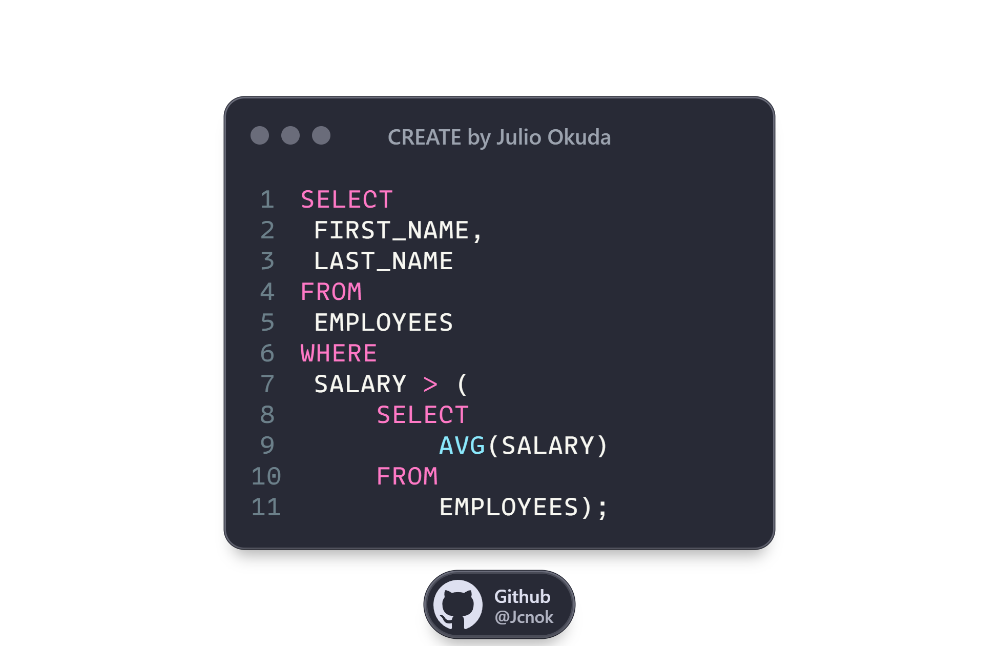 CREATE by Julio Okuda
1 SELECT
2  FIRST_NAME,
3  LAST_NAME
4 FROM
5  EMPLOYEES
6 WHERE
7  SALARY > (
8      SELECT
9          AVG(SALARY)
10      FROM
11          EMPLOYEES);
Github
@Jcnok